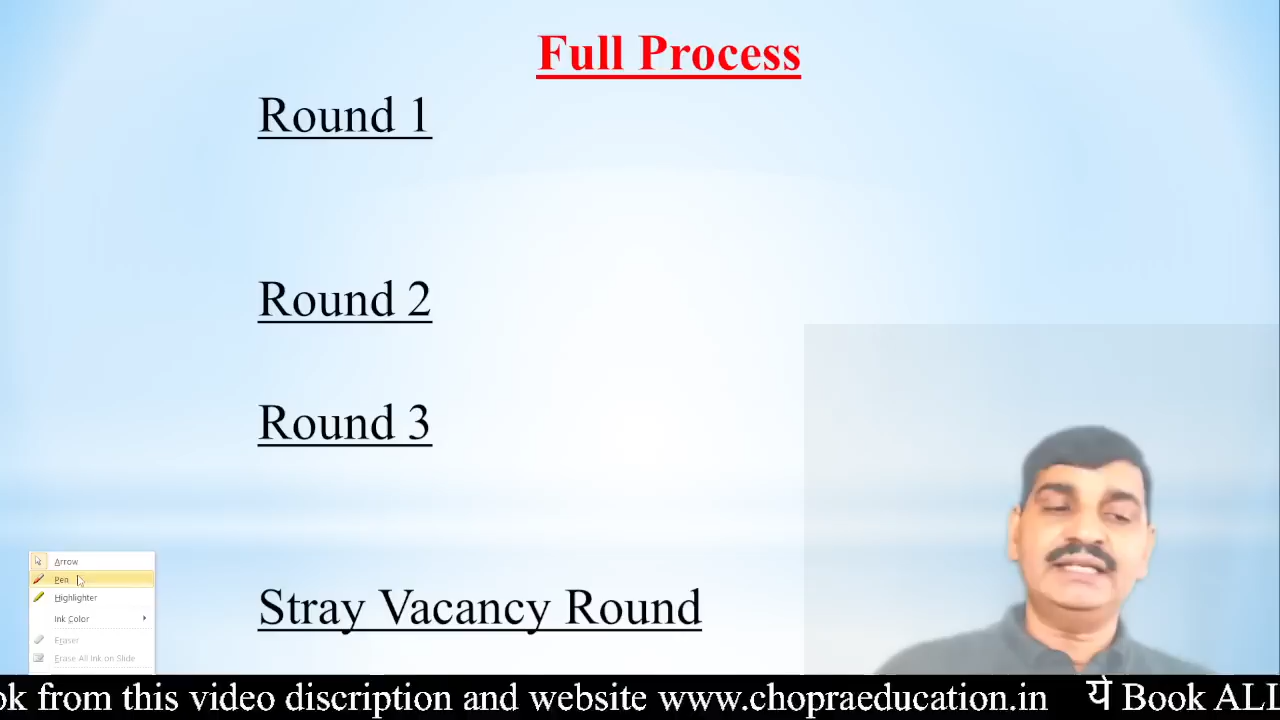 Full Process
Round 1
Round 2
Round 3
Stray Vacancy Round
Arrow
Pen
Highlighter
Ink Color
Eraser
Erase All Ink on Slide
ok from this video discription and website www.chopraeducation.in ये Book ALL